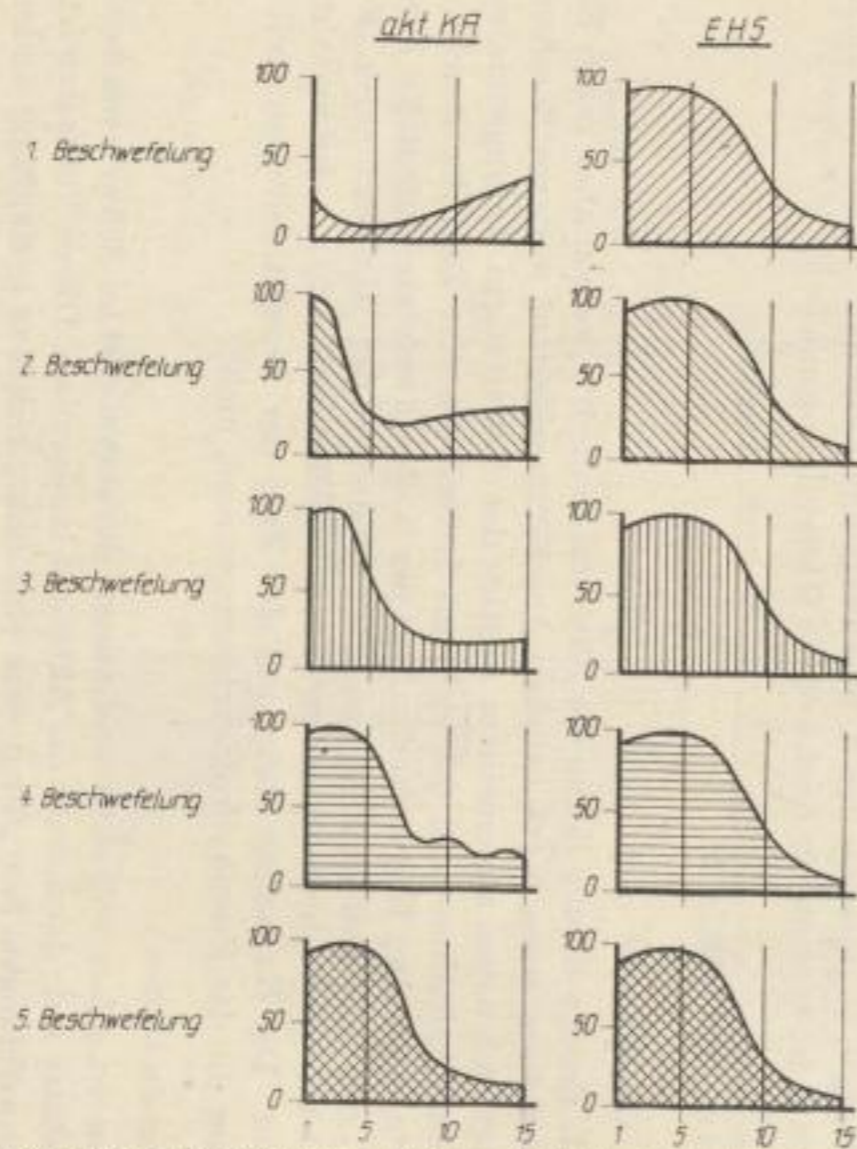 akt. KA EHS
1. Beschwefelung 100 50 0 100 50 0
2. Beschwefelung 100 50 0 100 50 0
3. Beschwefelung 100 50 0 100 50 0
4. Beschwefelung 100 50 0 100 50 0
5. Beschwefelung 100 50 0 100 50 0
1 5 10 15 1 5 10 15